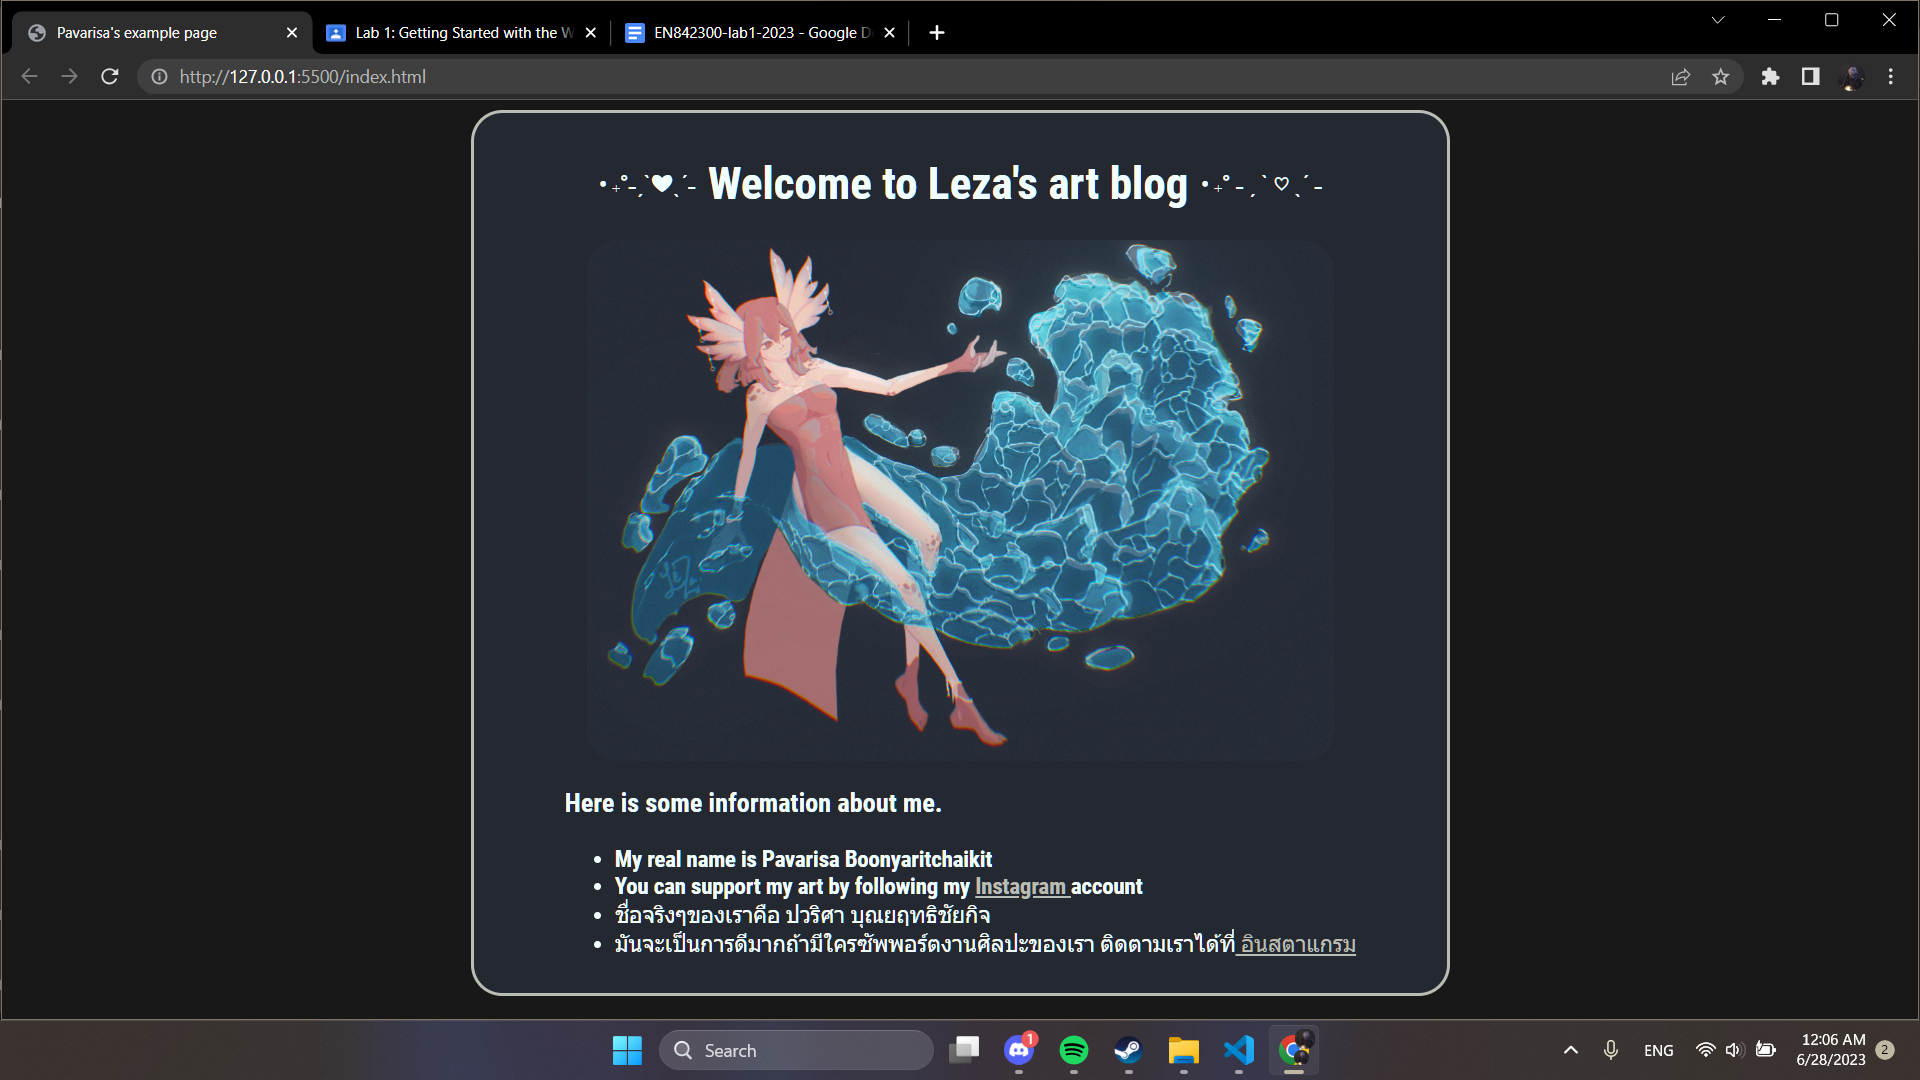 Pavarisa's example page
Lab 1: Getting Started with the W
EN842300-lab1-2023 - Google D
http://127.0.0.1:5500/index.html
Welcome to Leza's art blog
Here is some information about me.
• My real name is Pavarisa Boonyaritchaikit
• You can support my art by following my Instagram account
• ชื่อจริงๆของเราคือ ปวริศา บุณยฤทธิชัยกิจ
• มันจะเป็นการดีมากถ้ามีใครซัพพอร์ตงานศิลปะของเรา ติดตามเราได้ที่ อินสตาแกรม
Search
1
ENG
12:06 AM
6/28/2023
2